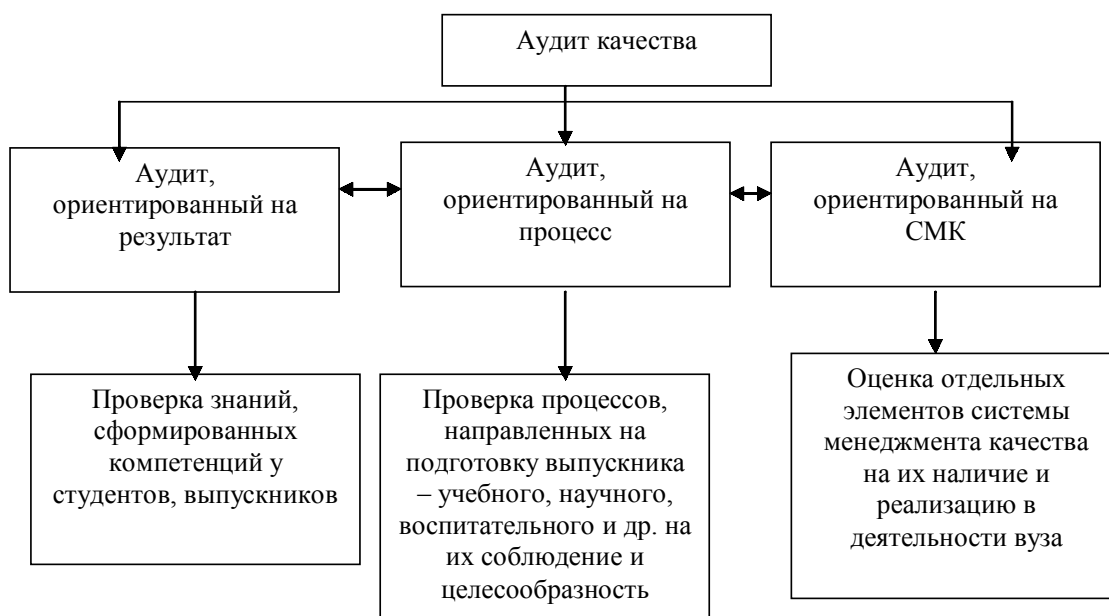 Аудит качества
Аудит,
ориентированный на
результат
Аудит,
ориентированный на
процесс
Аудит,
ориентированный на
СМК
Проверка знаний,
сформированных
компетенций у
студентов, выпускников
Проверка процессов,
направленных на
подготовку выпускника
– учебного, научного,
воспитательного и др. на
их соблюдение и
целесообразность
Оценка отдельных
элементов системы
менеджмента качества
на их наличие и
реализацию в
деятельности вуза